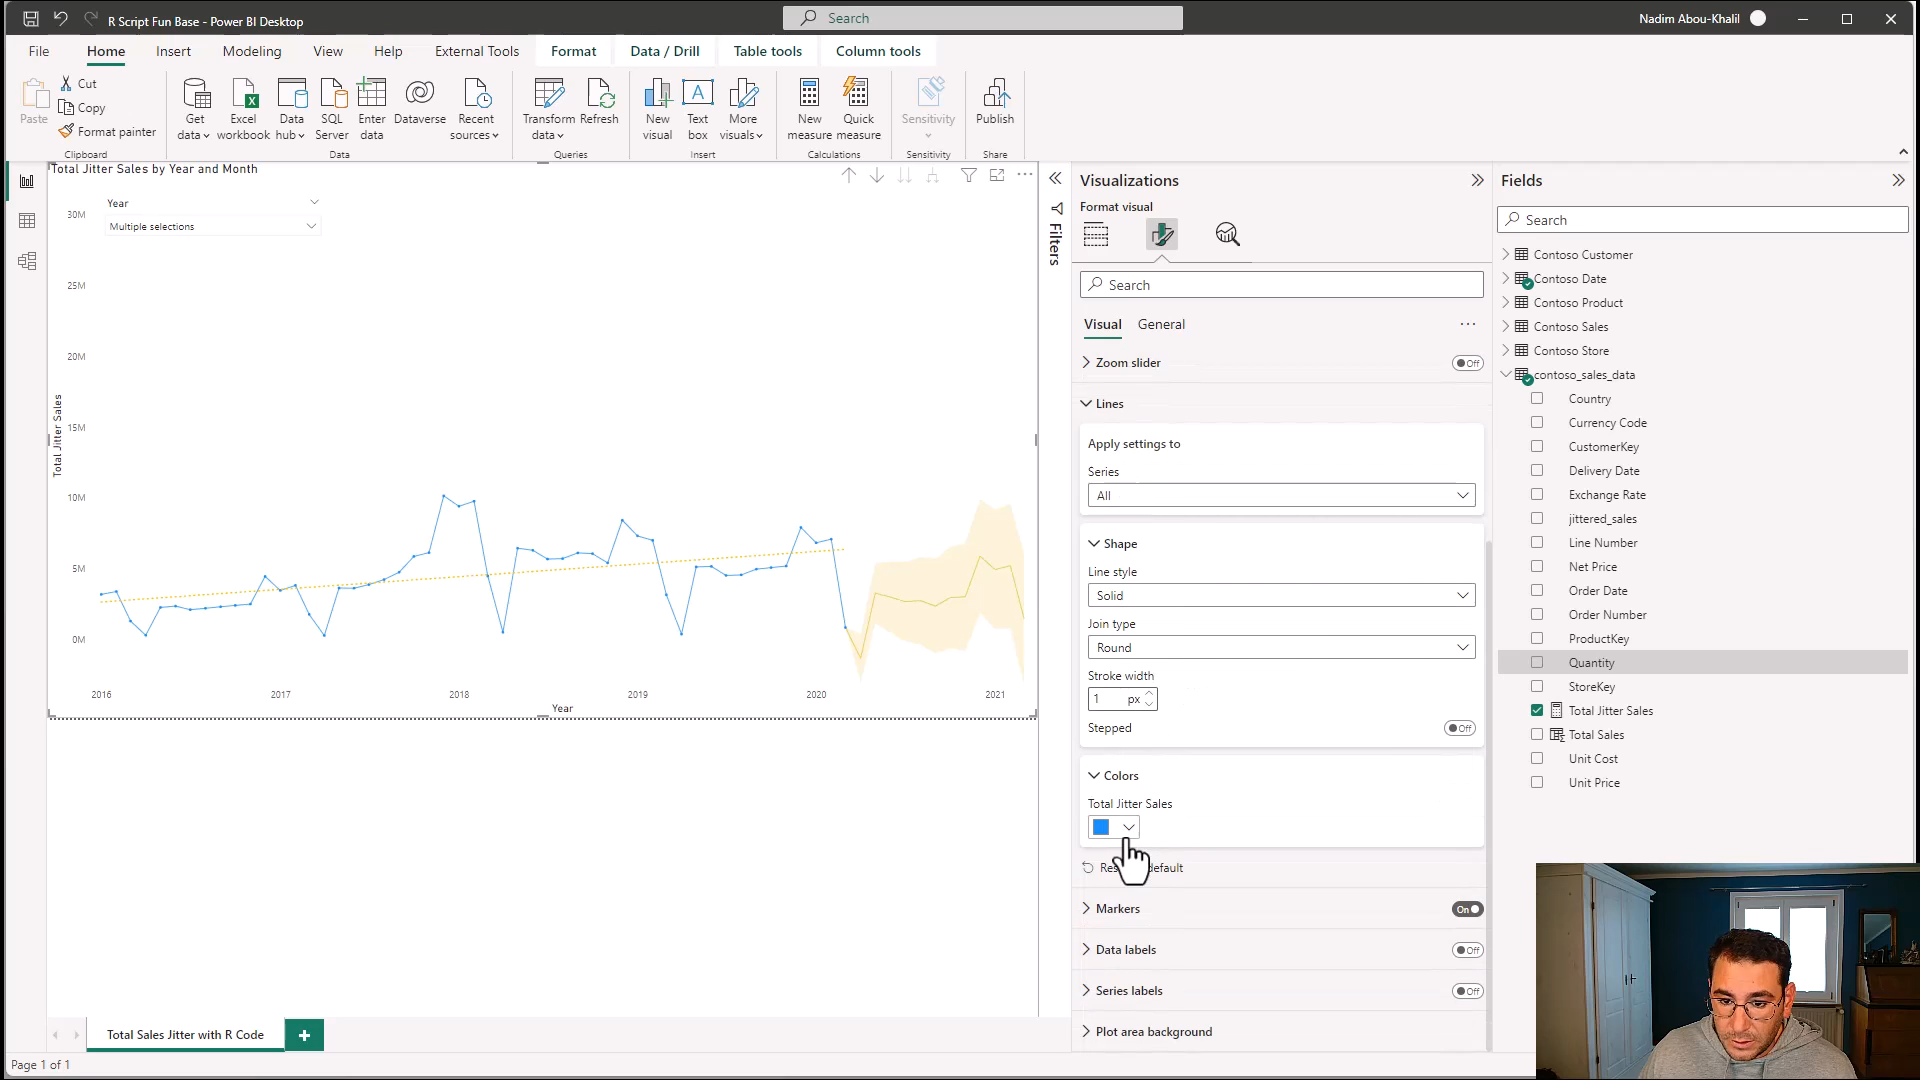 R Script Fun Base - Power BI Desktop
Search
Nadim Abou-Khalil
File Home Insert Modeling View Help External Tools Format Data / Drill Table tools Column tools
Paste
Cut
Copy
Format painter
Clipboard
Get data
Excel workbook
Data hub
SQL Server
Enter data
Dataverse
Recent sources
Data
Transform data
Refresh
Queries
New visual
Text box
More visuals
Insert
New measure
Quick measure
Calculations
Sensitivity
Sensitivity
Publish
Share
Total Jitter Sales by Year and Month
Year
Multiple selections
30M
25M
20M
15M
10M
5M
0M
Total Jitter Sales
2016 2017 2018 2019 2020 2021
Year
Filters
Visualizations
Format visual
Search
Visual General
Zoom slider Off
Lines
Apply settings to
Series
All
Shape
Line style
Solid
Join type
Round
Stroke width
1 px
Stepped Off
Colors
Total Jitter Sales
default
Markers On
Data labels Off
Series labels Off
Plot area background
Fields
Search
Contoso Customer
Contoso Date
Contoso Product
Contoso Sales
Contoso Store
contoso_sales_data
Country
Currency Code
CustomerKey
Delivery Date
Exchange Rate
jittered_sales
Line Number
Net Price
Order Date
Order Number
ProductKey
Quantity
StoreKey
Total Jitter Sales
Total Sales
Unit Cost
Unit Price
Total Sales Jitter with R Code
Page 1 of 1